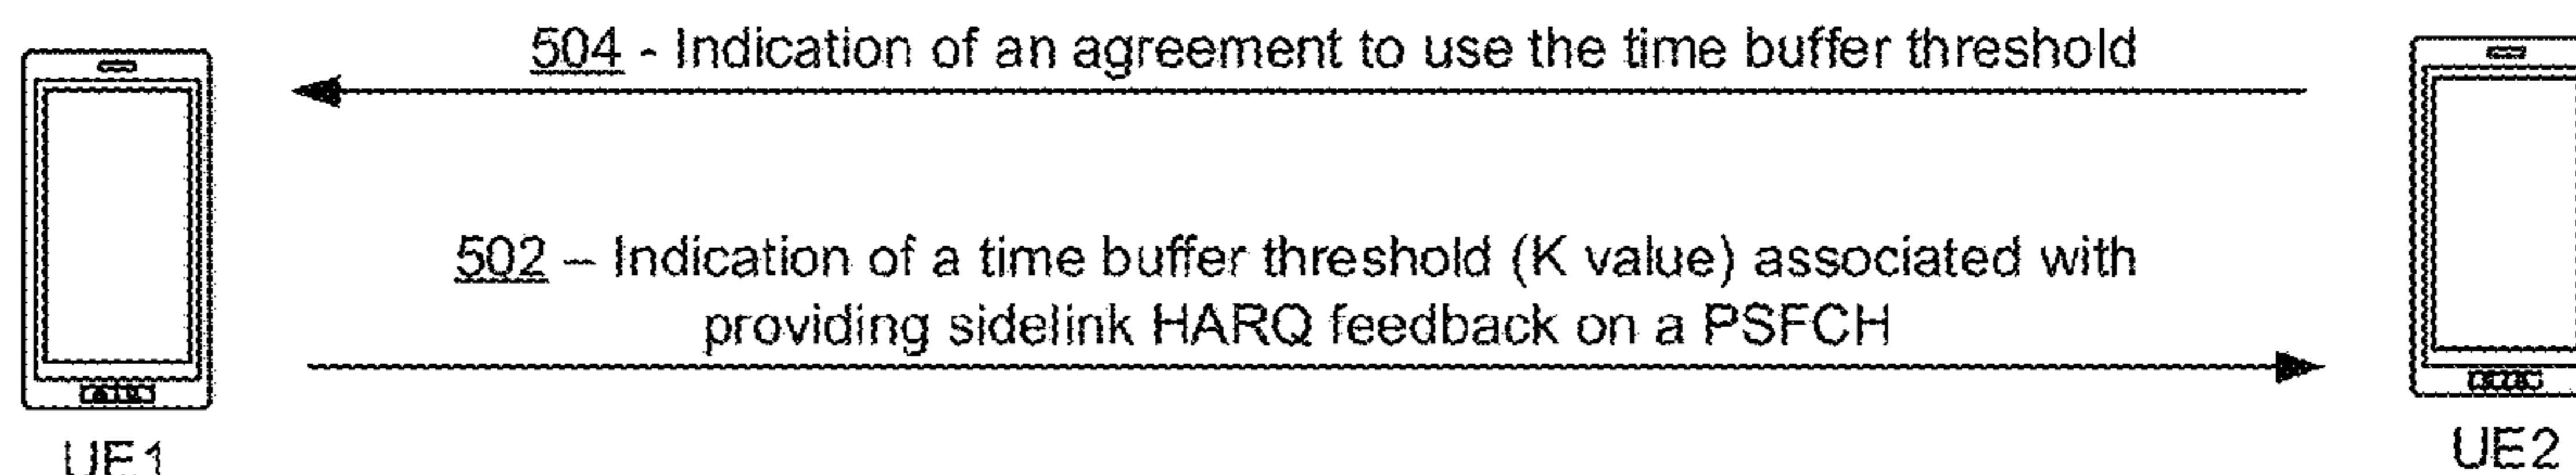 504 - Indication of an agreement to use the time buffer threshold
502 – Indication of a time buffer threshold (K value) associated with
providing sidelink HARQ feedback on a PSFCH
UE1
UE2